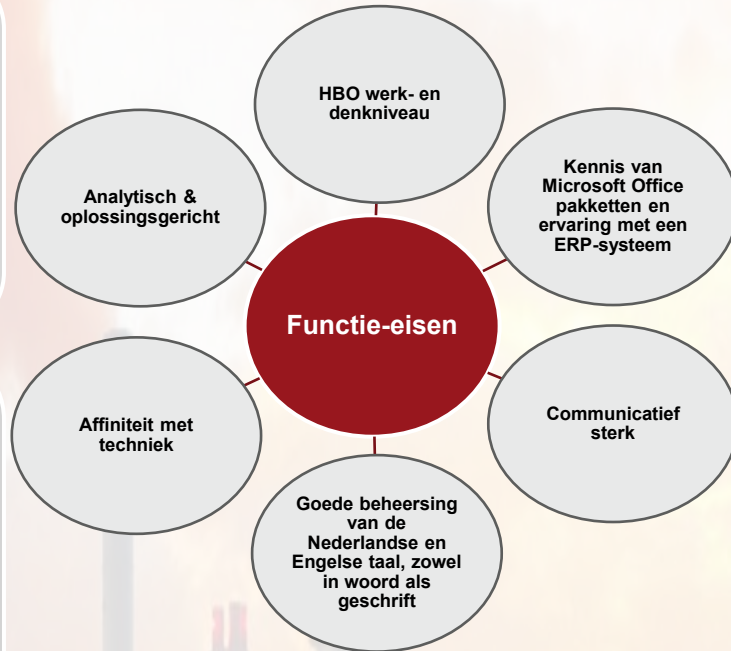 HBO werk- en
denkniveau
Kennis van
Microsoft Office
pakketten en
ervaring met een
ERP-systeem
Communicatief
sterk
Goede beheersing
van de
Nederlandse en
Engelse taal, zowel
in woord als
geschrift
Affiniteit met
techniek
Analytisch &
oplossingsgericht
Functie-eisen